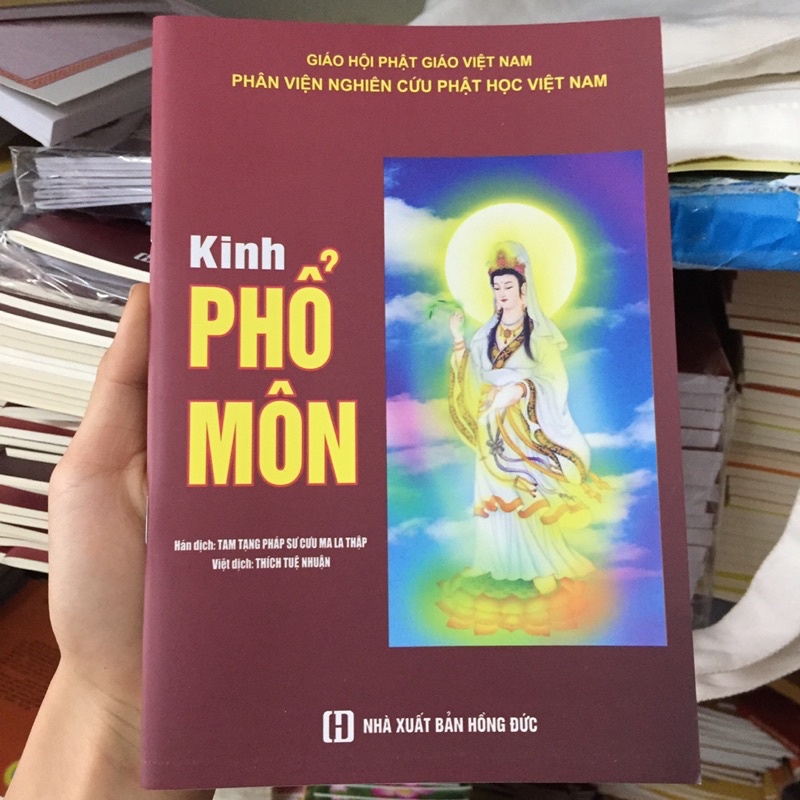 GIÁO HỘI PHẬT GIÁO VIỆT NAM
PHÂN VIỆN NGHIÊN CỨU PHẬT HỌC VIỆT NAM
Kinh
PHỔ
MÔN
Hán dịch: TAM TẠNG PHÁP SƯ CƯU MA LA THẬP
Việt dịch: THÍCH TUỆ NHUẬN
NHÀ XUẤT BẢN HỒNG ĐỨC